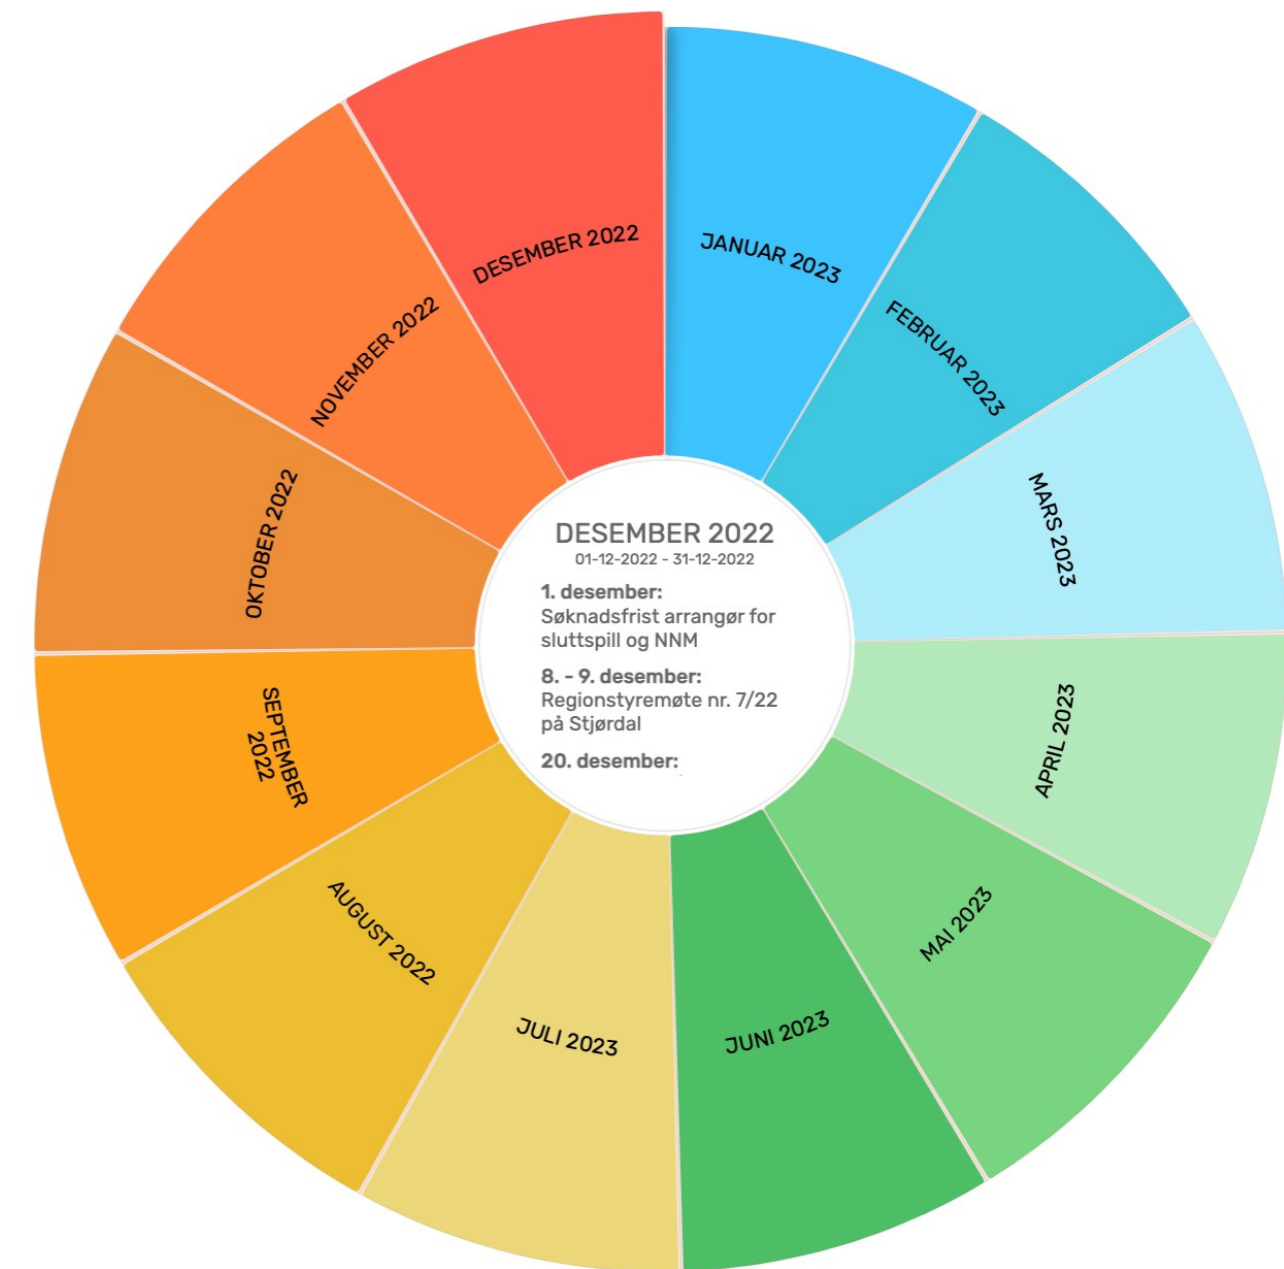 DESEMBER 2022
JANUAR 2023
FEBRUAR 2023
MARS 2023
APRIL 2023
MAI 2023
JUNI 2023
JULI 2023
AUGUST 2022
SEPTEMBER
2022
OKTOBER 2022
NOVEMBER 2022
DESEMBER 2022
01-12-2022 - 31-12-2022
1. desember:
Søknadsfrist arrangør for
sluttspill og NNM
8. - 9. desember:
Regionstyremøte nr. 7/22
på Stjørdal
20. desember: